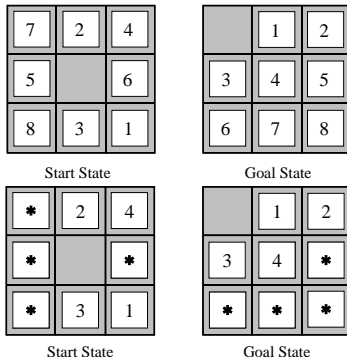 7 2 4 1 2
5 6 3 4 5
8 3 1 6 7 8
Start State Goal State
* 2 4 1 2
* * 3 4 *
* 3 1 * * *
Start State Goal State